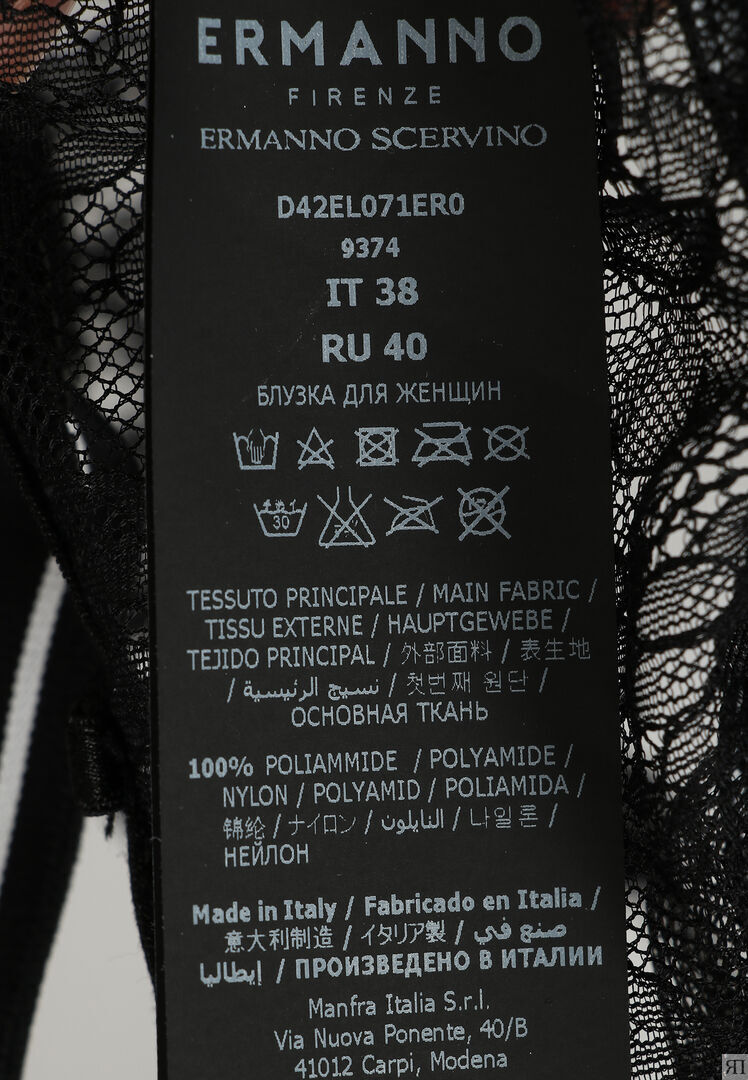 ERMANNO
FIRENZE
ERMANNO SCERVINO
D42EL071ER0
9374
IT 38
RU 40
БЛУЗКА ДЛЯ ЖЕНЩИН
30
TESSUTO PRINCIPALE / MAIN FABRIC /
TISSU EXTERNE / HAUPTGEWEBE /
TEJIDO PRINCIPAL / 外部面料 / 表生地
/ نسيج الرئيسية / 첫번째 원단 /
ОСНОВНАЯ ТКАНЬ
100% POLIAMMIDE / POLYAMIDE /
NYLON / POLYAMID / POLIAMIDA /
锦纶 / ナイロン / النايلون / 나일론 /
НЕЙЛОН
Made in Italy / Fabricado en Italia /
意大利制造 / イタリア製 / صنع في
إيطاليا / ПРОИЗВЕДЕНО В ИТАЛИИ
Manfra Italia S.r.l.
Via Nuova Ponente, 40/B
41012 Carpi, Modena